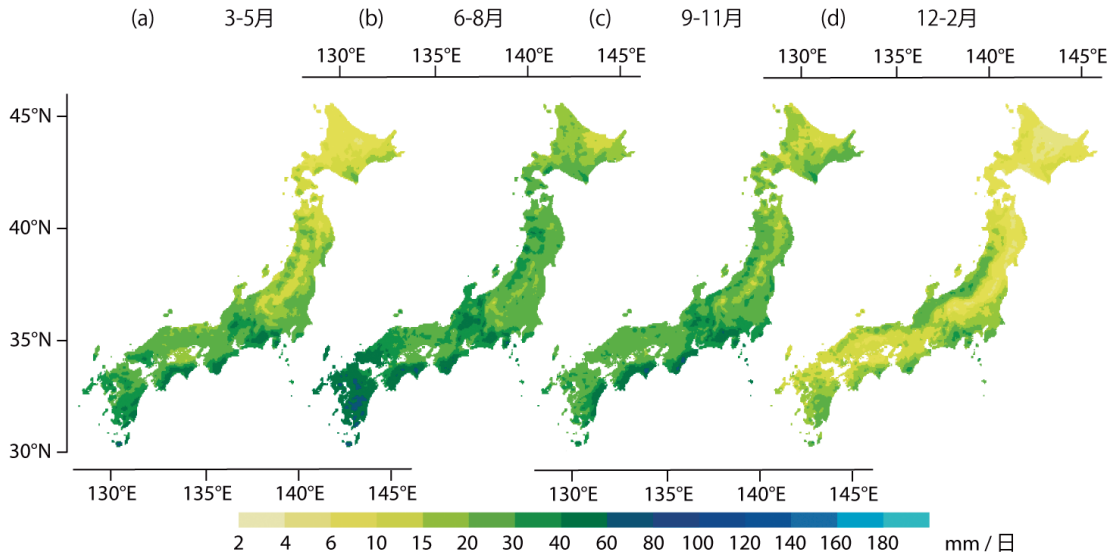 (a) 3-5月 (b) 6-8月 (c) 9-11月 (d) 12-2月
130°E 135°E 140°E 145°E 130°E 135°E 140°E 145°E
45°N
40°N
35°N
30°N
130°E 135°E 140°E 145°E 130°E 135°E 140°E 145°E
2 4 6 10 15 20 30 40 60 80 100 120 140 160 180 mm / 日